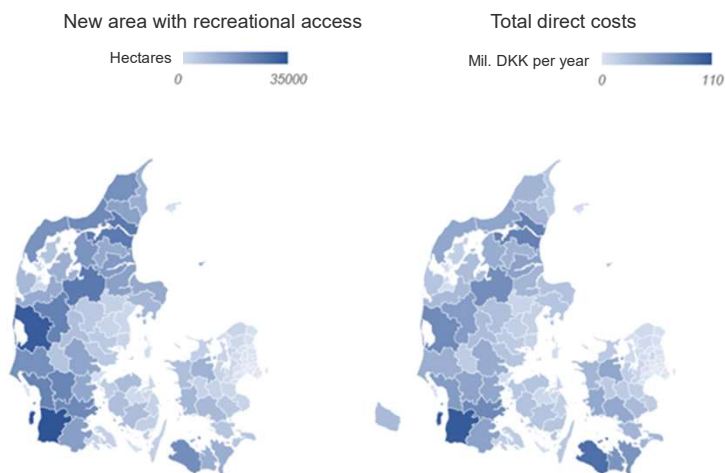 New area with recreational access
Hectares
0 35000
Total direct costs
Mil. DKK per year
0 110